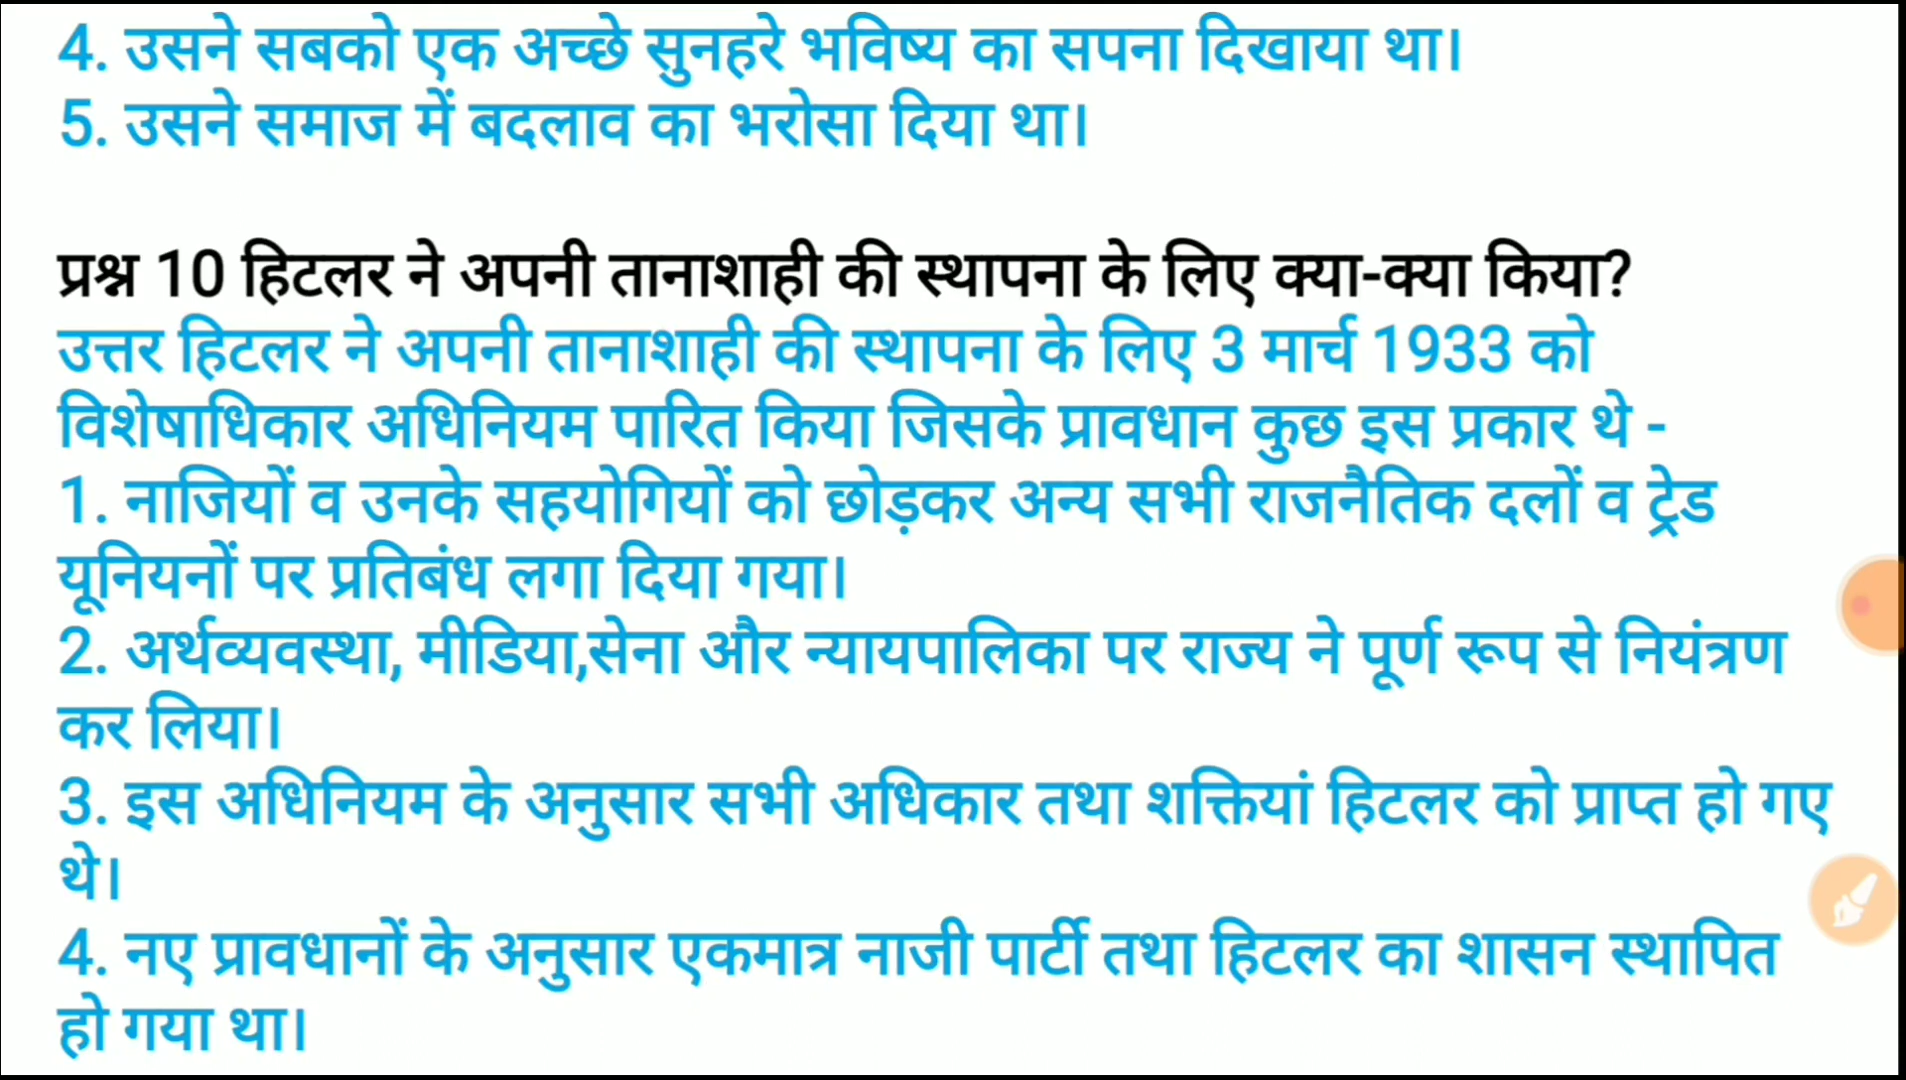 4. उसने सबको एक अच्छे सुनहरे भविष्य का सपना दिखाया था।
5. उसने समाज में बदलाव का भरोसा दिया था।
प्रश्न 10 हिटलर ने अपनी तानाशाही की स्थापना के लिए क्या-क्या किया?
उत्तर हिटलर ने अपनी तानाशाही की स्थापना के लिए 3 मार्च 1933 को
विशेषाधिकार अधिनियम पारित किया जिसके प्रावधान कुछ इस प्रकार थे -
1. नाजियों व उनके सहयोगियों को छोड़कर अन्य सभी राजनैतिक दलों व ट्रेड
यूनियनों पर प्रतिबंध लगा दिया गया।
2. अर्थव्यवस्था, मीडिया,सेना और न्यायपालिका पर राज्य ने पूर्ण रूप से नियंत्रण
कर लिया।
3. इस अधिनियम के अनुसार सभी अधिकार तथा शक्तियां हिटलर को प्राप्त हो गए
थे।
4. नए प्रावधानों के अनुसार एकमात्र नाजी पार्टी तथा हिटलर का शासन स्थापित
हो गया था।